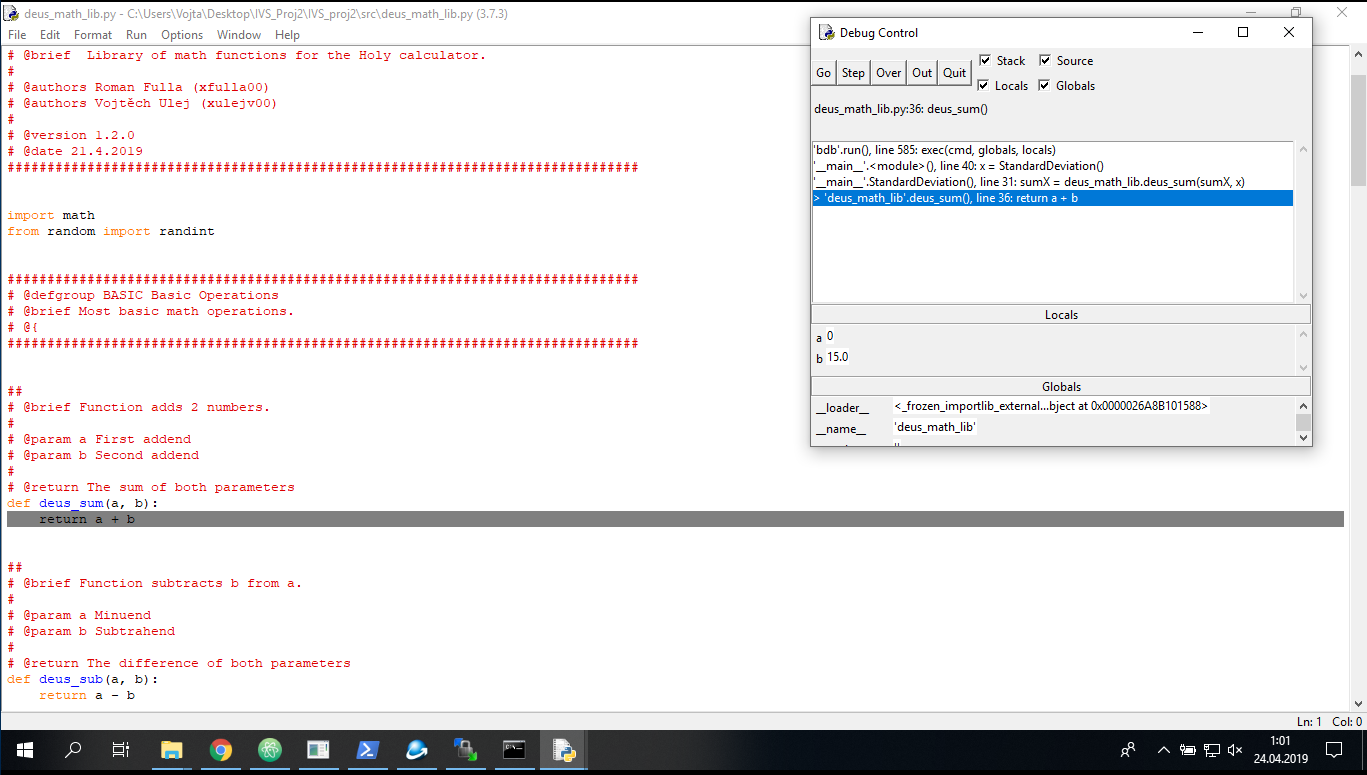 deus_math_lib.py - C:\Users\Vojta\Desktop\IVS_Proj2\IVS_proj2\src\deus_math_lib.py (3.7.3)
File Edit Format Run Options Window Help
# @brief  Library of math functions for the Holy calculator.
#
# @authors Roman Fulla (xfulla00)
# @authors Vojtěch Ulej (xulejv00)
#
# @version 1.2.0
# @date 21.4.2019
###############################################################################
import math
from random import randint
###############################################################################
# @defgroup BASIC Basic Operations
# @brief Most basic math operations.
# @{
###############################################################################
##
# @brief Function adds 2 numbers.
#
# @param a First addend
# @param b Second addend
#
# @return The sum of both parameters
def deus_sum(a, b):
    return a + b
##
# @brief Function subtracts b from a.
#
# @param a Minuend
# @param b Subtrahend
#
# @return The difference of both parameters
def deus_sub(a, b):
    return a - b
Ln: 1 Col: 0
Debug Control
Go Step Over Out Quit
Stack Source
Locals Globals
deus_math_lib.py:36: deus_sum()
'bdb'.run(), line 585: exec(cmd, globals, locals)
'__main__'.<module>(), line 40: x = StandardDeviation()
'__main__'.StandardDeviation(), line 31: sumX = deus_math_lib.deus_sum(sumX, x)
> 'deus_math_lib'.deus_sum(), line 36: return a + b
Locals
a 0
b 15.0
Globals
__loader__ <_frozen_importlib_external...bject at 0x0000026A8B101588>
__name__ 'deus_math_lib'
1:01
24.04.2019